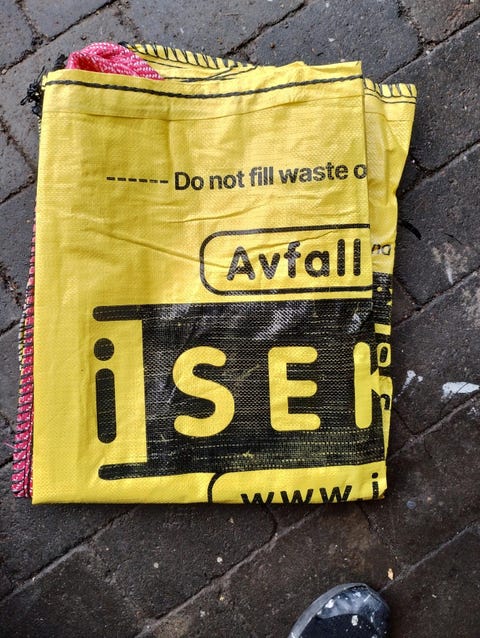 ------ Do not fill waste o
Avfall
iSEK
www.i